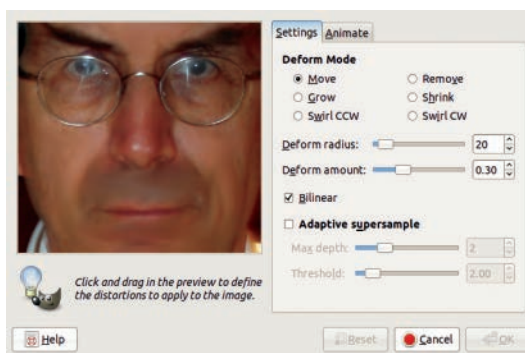 Settings Animate
Deform Mode
Move Remove
Grow Shrink
Swirl CCW Swirl CW
Deform radius: 20
Deform amount: 0.30
Bilinear
Adaptive supersample
Max depth: 2
Threshold: 2.00
Click and drag in the preview to define
the distortions to apply to the image.
Help Reset Cancel OK